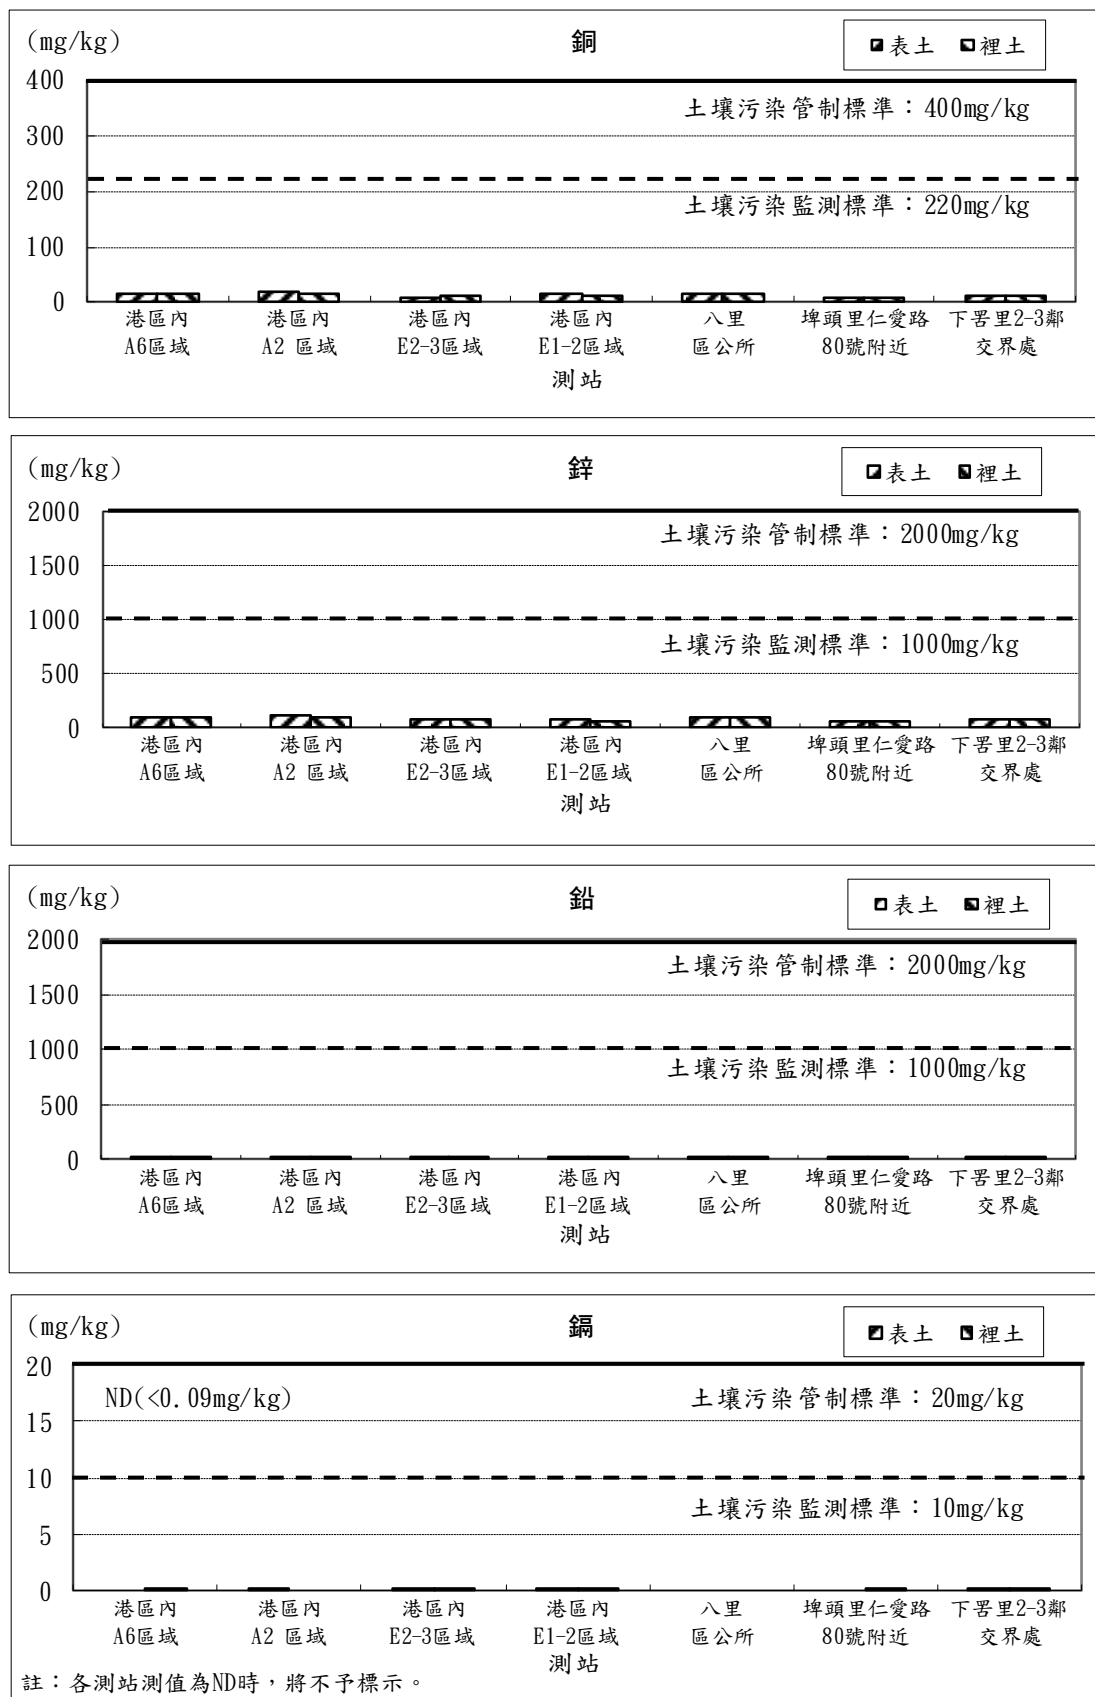 (mg/kg) 銅 表土 裡土
400
土壤污染管制標準：400mg/kg
300
200
土壤污染監測標準：220mg/kg
100
0
港區內 港區內 港區內 港區內 八里 埤頭里仁愛路 下罟里2-3鄰
A6區域 A2 區域 E2-3區域 E1-2區域 區公所 80號附近 交界處
測站
(mg/kg) 鋅 表土 裡土
2000
土壤污染管制標準：2000mg/kg
1500
1000
土壤污染監測標準：1000mg/kg
500
0
港區內 港區內 港區內 港區內 八里 埤頭里仁愛路 下罟里2-3鄰
A6區域 A2 區域 E2-3區域 E1-2區域 區公所 80號附近 交界處
測站
(mg/kg) 鉛 表土 裡土
2000
土壤污染管制標準：2000mg/kg
1500
1000
土壤污染監測標準：1000mg/kg
500
0
港區內 港區內 港區內 港區內 八里 埤頭里仁愛路 下罟里2-3鄰
A6區域 A2 區域 E2-3區域 E1-2區域 區公所 80號附近 交界處
測站
(mg/kg) 鎘 表土 裡土
20
ND(<0.09mg/kg) 土壤污染管制標準：20mg/kg
15
10
土壤污染監測標準：10mg/kg
5
0
港區內 港區內 港區內 港區內 八里 埤頭里仁愛路 下罟里2-3鄰
A6區域 A2 區域 E2-3區域 E1-2區域 區公所 80號附近 交界處
測站
註：各測站測值為ND時，將不予標示。